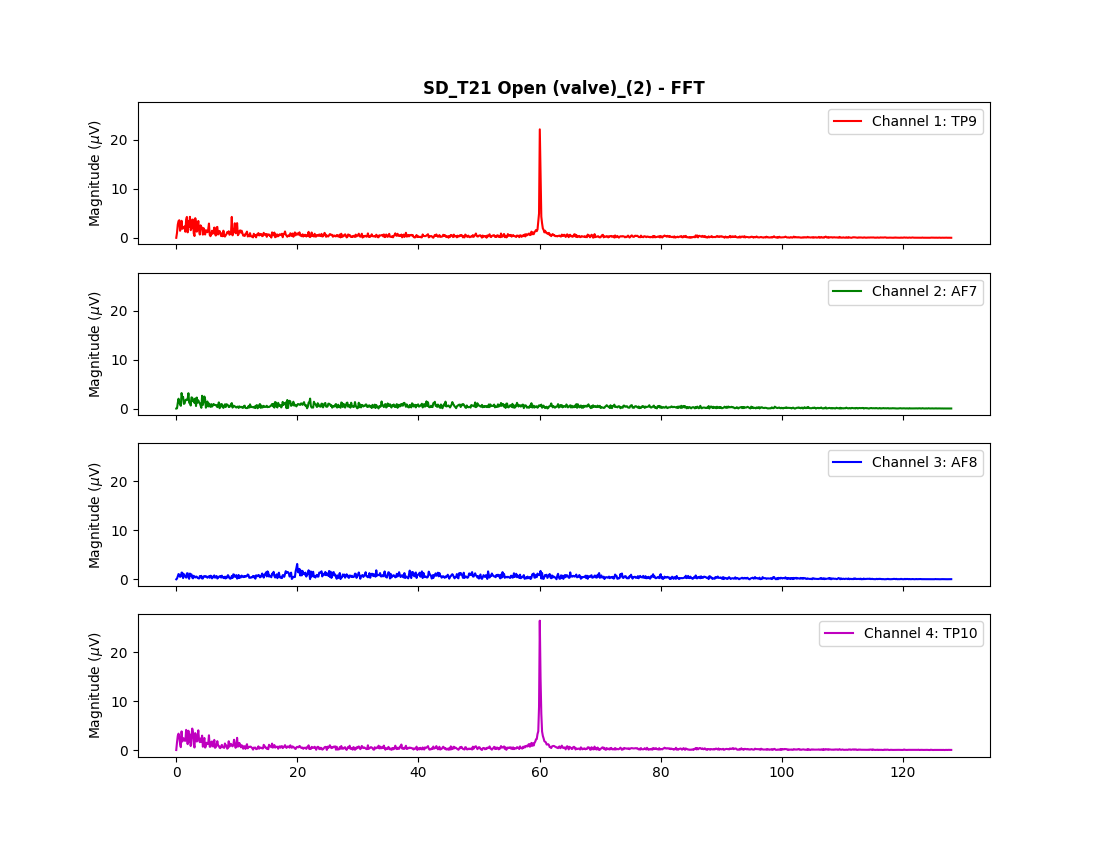 SD_T21 Open (valve)_(2) - FFT
Magnitude (μV)
20
10
0
Channel 1: TP9
Magnitude (μV)
20
10
0
Channel 2: AF7
Magnitude (μV)
20
10
0
Channel 3: AF8
Magnitude (μV)
20
10
0
Channel 4: TP10
0 20 40 60 80 100 120